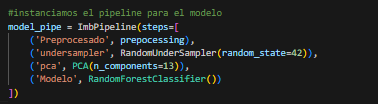 #instanciamos el pipeline para el modelo
model_pipe = ImbPipeline(steps=[
    ('Preprocesado', prepocessing),
    ('undersampler', RandomUnderSampler(random_state=42)),
    ('pca', PCA(n_components=13)),
    ('Modelo', RandomForestClassifier())
])